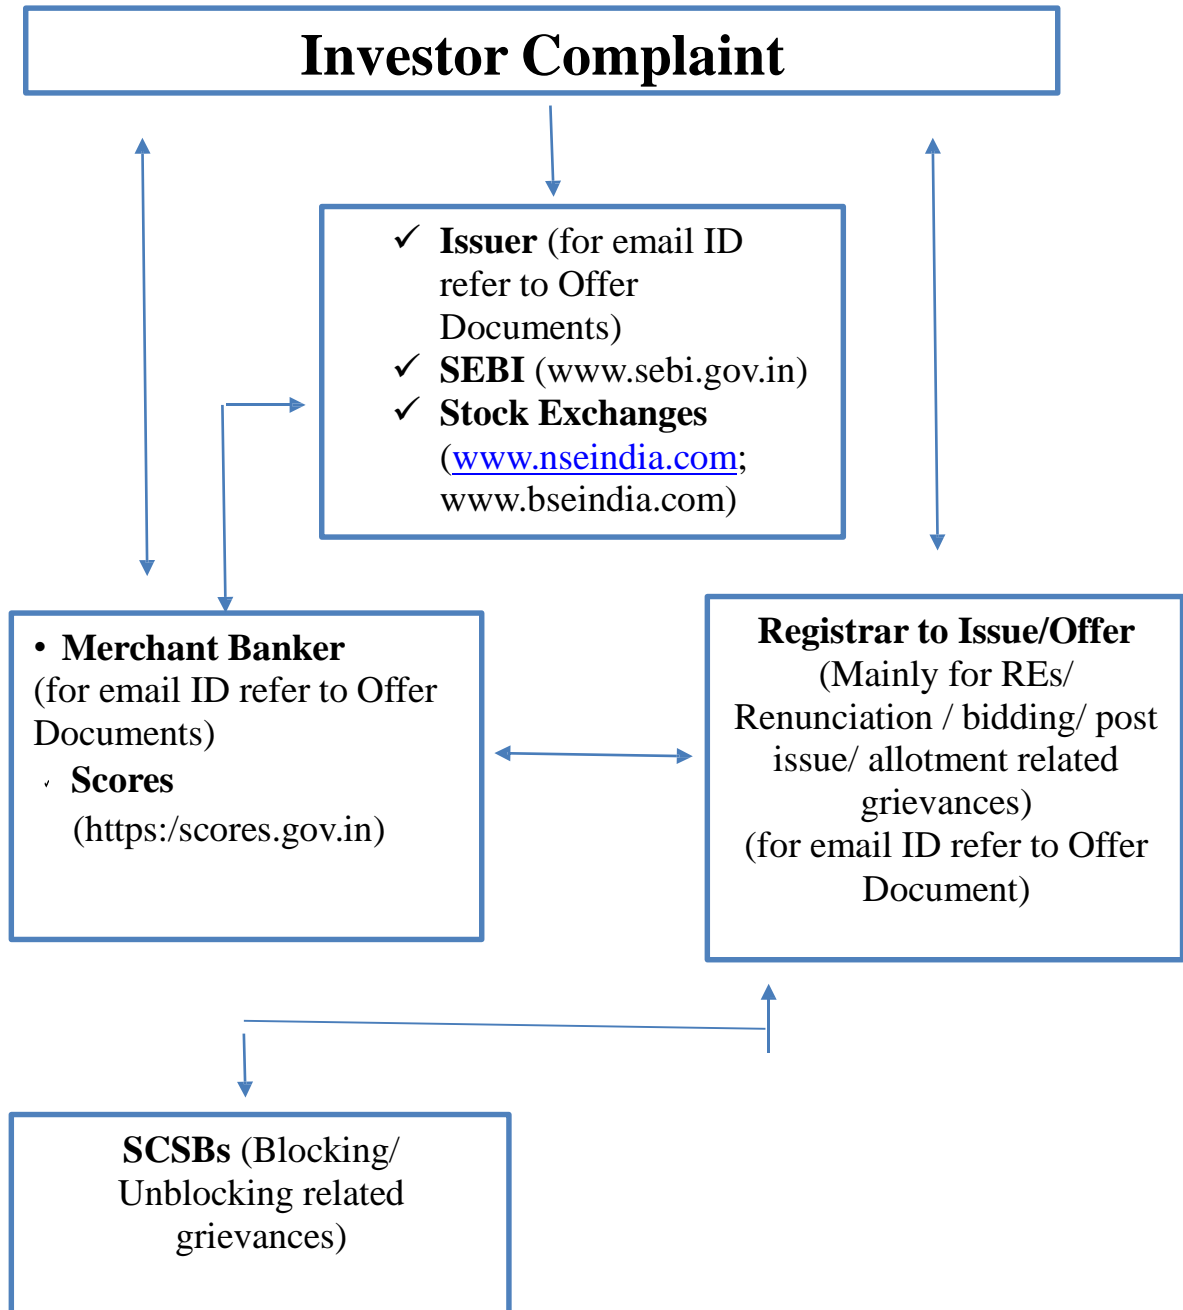 Investor Complaint
✓ Issuer (for email ID
refer to Offer
Documents)
✓ SEBI (www.sebi.gov.in)
✓ Stock Exchanges
(www.nseindia.com;
www.bseindia.com)
• Merchant Banker
(for email ID refer to Offer
Documents)
✓ Scores
(https:/scores.gov.in)
Registrar to Issue/Offer
(Mainly for REs/
Renunciation / bidding/ post
issue/ allotment related
grievances)
(for email ID refer to Offer
Document)
SCSBs (Blocking/
Unblocking related
grievances)